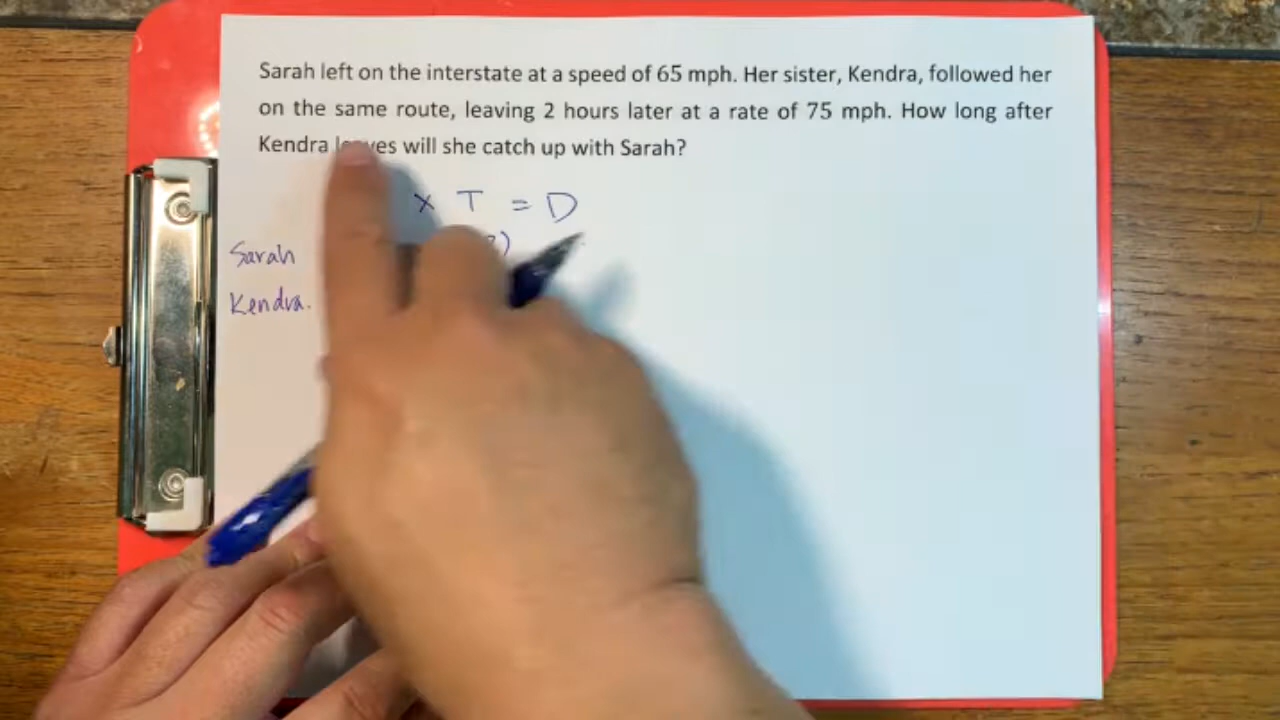 Sarah left on the interstate at a speed of 65 mph. Her sister, Kendra, followed her
on the same route, leaving 2 hours later at a rate of 75 mph. How long after
Kendra leaves will she catch up with Sarah?
x T = D
Sarah 2)
Kendra.